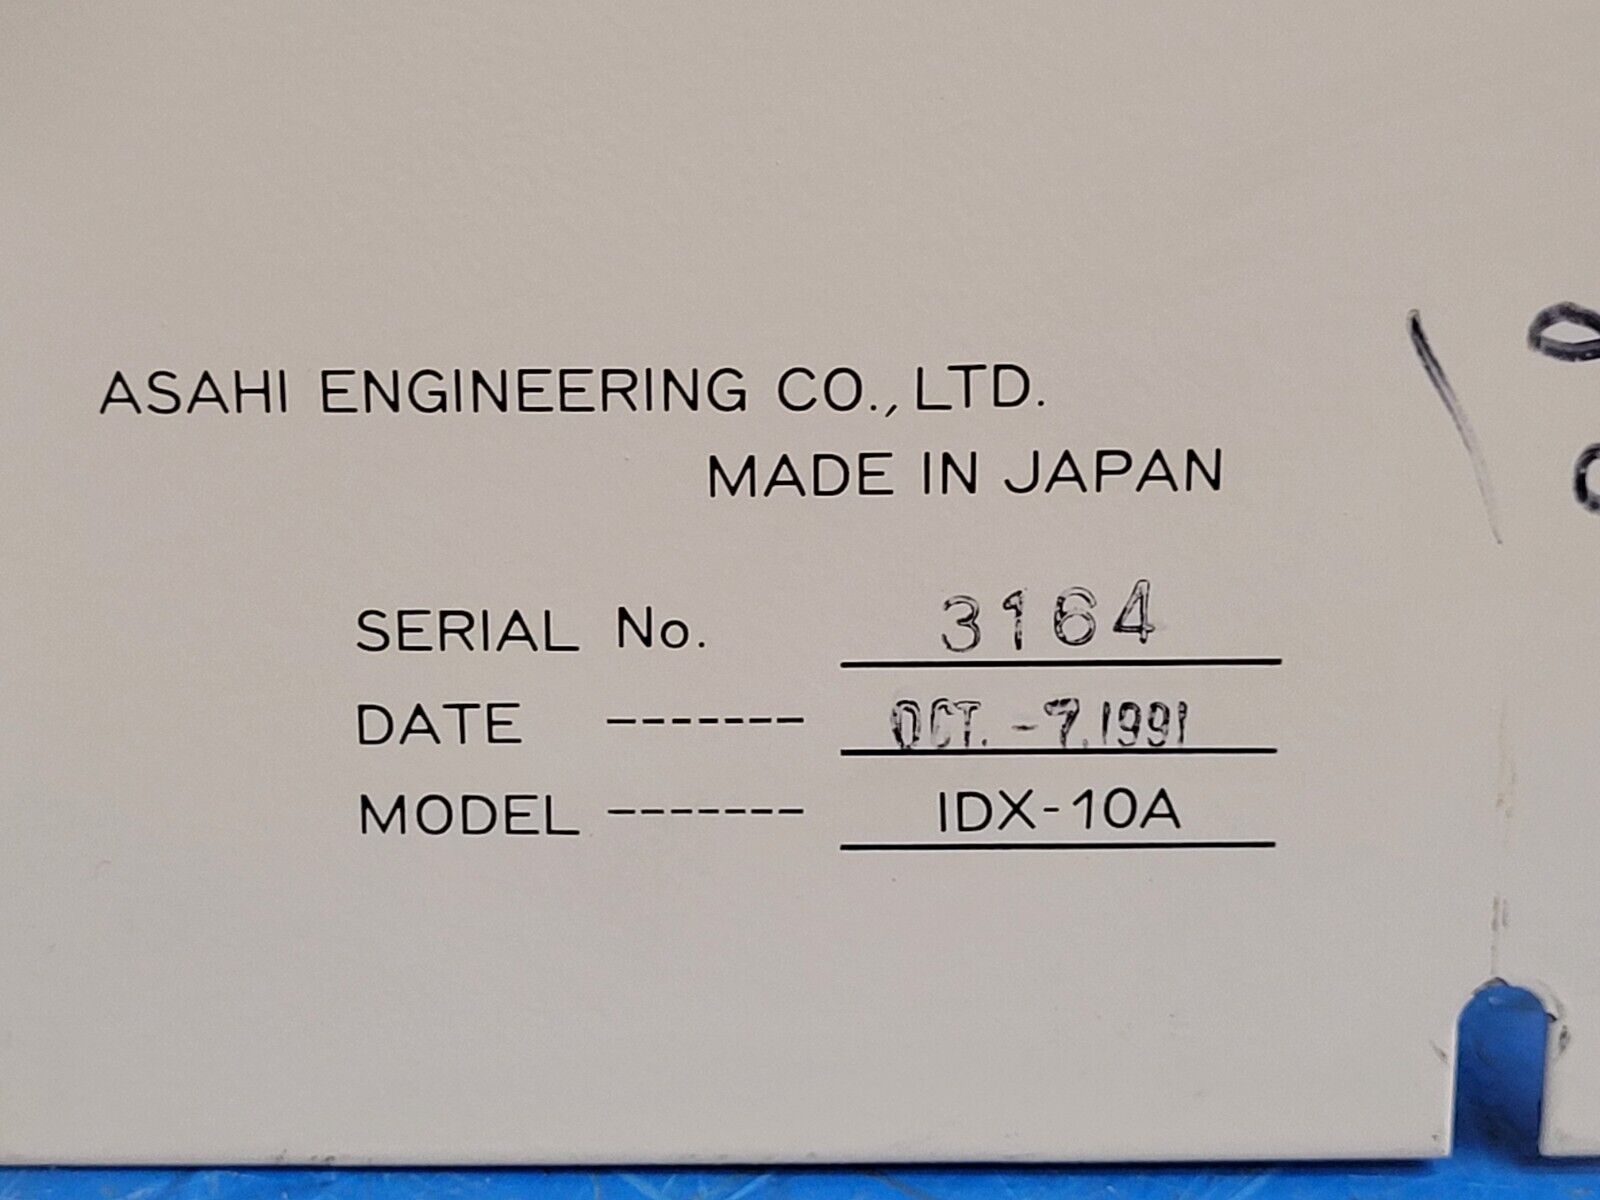 ASAHI ENGINEERING CO., LTD.
MADE IN JAPAN
SERIAL No. 3164
DATE ------- OCT. -7. 1991
MODEL ------- IDX-10A